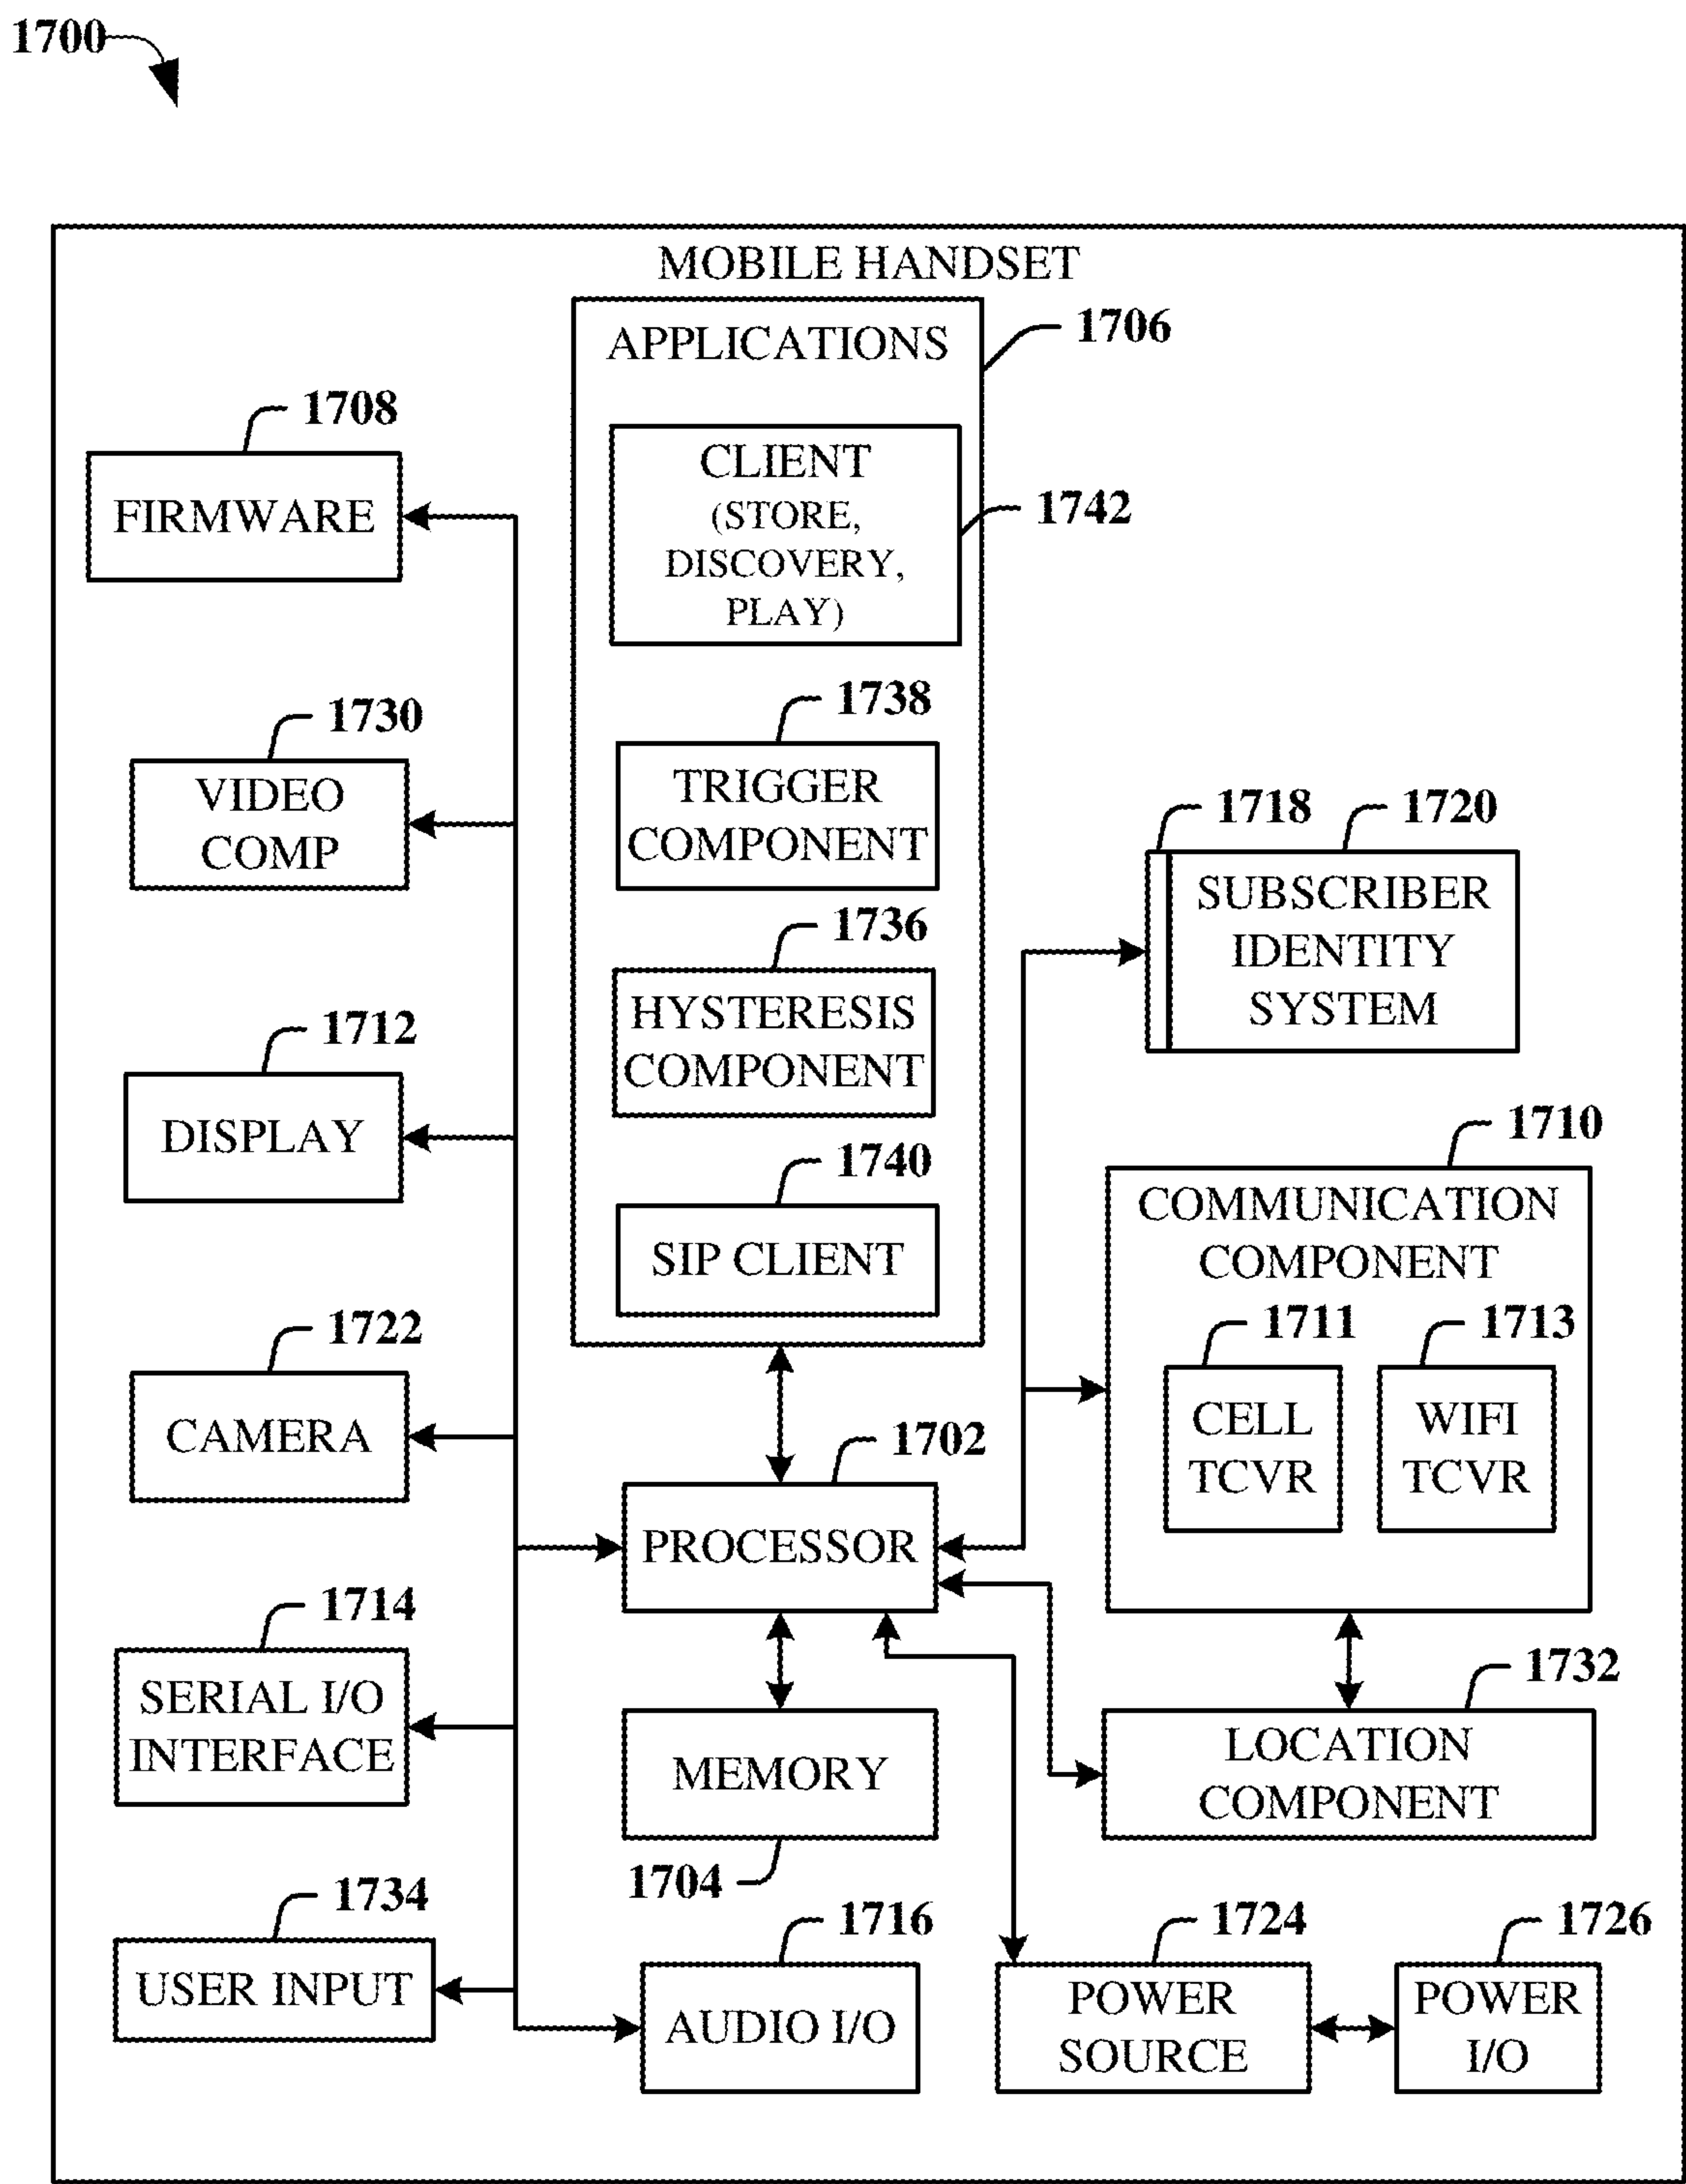 1700
MOBILE HANDSET
APPLICATIONS
1706
CLIENT
(STORE,
DISCOVERY,
PLAY)
1742
1738
TRIGGER
COMPONENT
1736
HYSTERESIS
COMPONENT
1740
SIP CLIENT
1708
FIRMWARE
1730
VIDEO
COMP
1712
DISPLAY
1722
CAMERA
1714
SERIAL I/O
INTERFACE
1734
USER INPUT
1702
PROCESSOR
MEMORY
1704
1716
AUDIO I/O
1718
1720
SUBSCRIBER
IDENTITY
SYSTEM
1710
COMMUNICATION
COMPONENT
1711
CELL
TCVR
1713
WIFI
TCVR
1732
LOCATION
COMPONENT
1724
POWER
SOURCE
1726
POWER
I/O